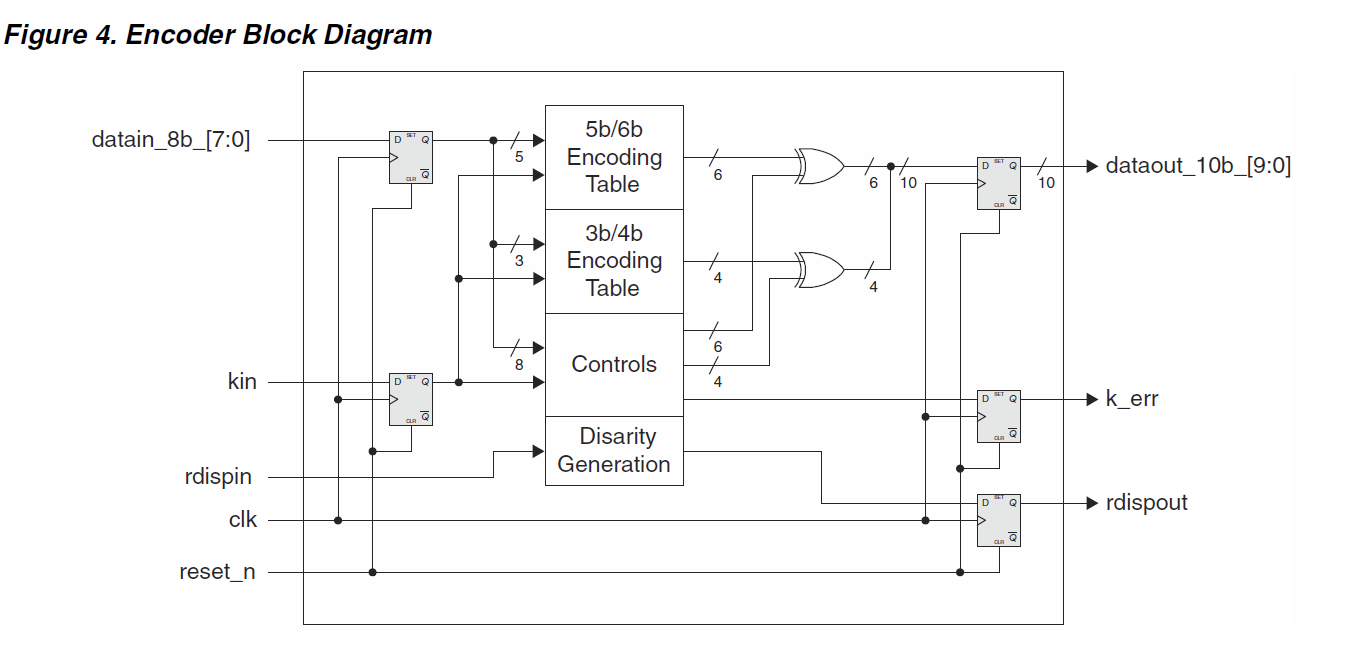 Figure 4. Encoder Block Diagram
datain_8b_[7:0]
D SET Q
CLR Q
5
5b/6b
Encoding
Table
6
6 10
D SET Q
CLR Q
10
dataout_10b_[9:0]
3
3b/4b
Encoding
Table
4
4
8
Controls
6
4
kin
D SET Q
CLR Q
D SET Q
CLR Q
k_err
rdispin
Disarity
Generation
clk
D SET Q
CLR Q
rdispout
reset_n